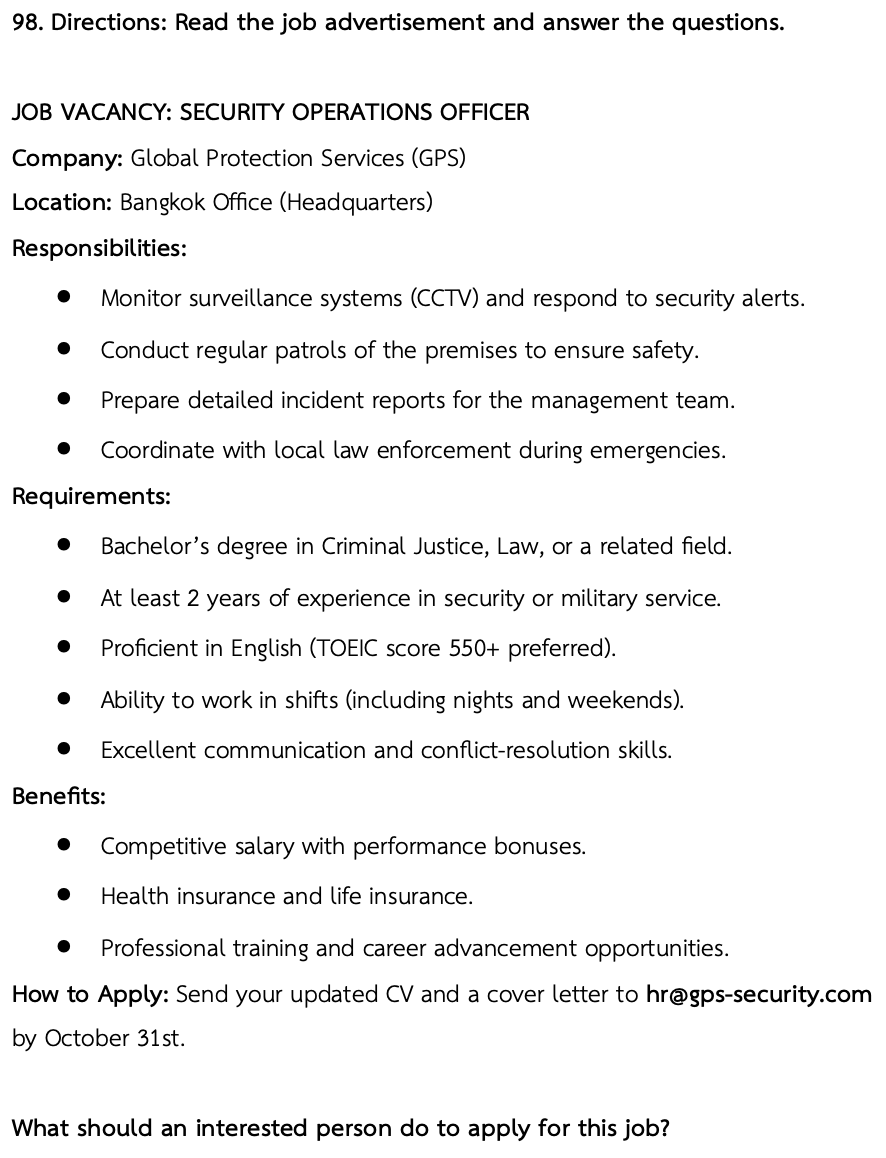 98. Directions: Read the job advertisement and answer the questions.
JOB VACANCY: SECURITY OPERATIONS OFFICER
Company: Global Protection Services (GPS)
Location: Bangkok Office (Headquarters)
Responsibilities:
● Monitor surveillance systems (CCTV) and respond to security alerts.
● Conduct regular patrols of the premises to ensure safety.
● Prepare detailed incident reports for the management team.
● Coordinate with local law enforcement during emergencies.
Requirements:
● Bachelor’s degree in Criminal Justice, Law, or a related field.
● At least 2 years of experience in security or military service.
● Proficient in English (TOEIC score 550+ preferred).
● Ability to work in shifts (including nights and weekends).
● Excellent communication and conflict-resolution skills.
Benefits:
● Competitive salary with performance bonuses.
● Health insurance and life insurance.
● Professional training and career advancement opportunities.
How to Apply: Send your updated CV and a cover letter to hr@gps-security.com
by October 31st.
What should an interested person do to apply for this job?